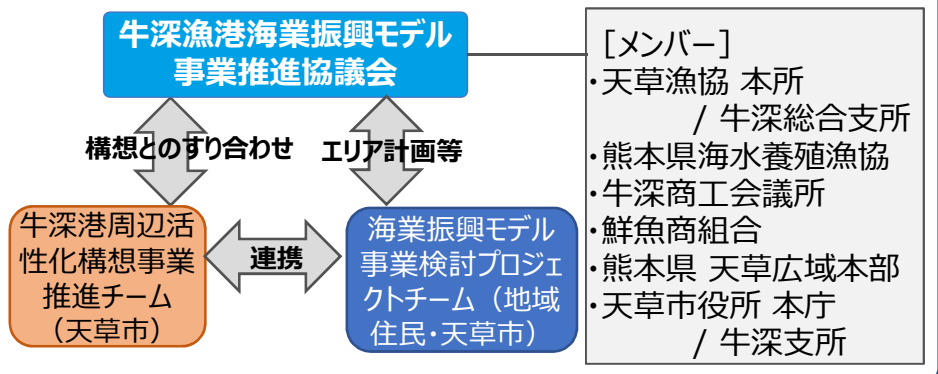 牛深漁港海業振興モデル
事業推進協議会
[メンバー]
・天草漁協 本所
/ 牛深総合支所
・熊本県海水養殖漁協
・牛深商工会議所
・鮮魚商組合
・熊本県 天草広域本部
・天草市役所 本庁
/ 牛深支所
構想とのすり合わせ
エリア計画等
牛深港周辺活
性化構想事業
推進チーム
（天草市）
連携
海業振興モデル
事業検討プロジェ
クトチーム（地域
住民・天草市）